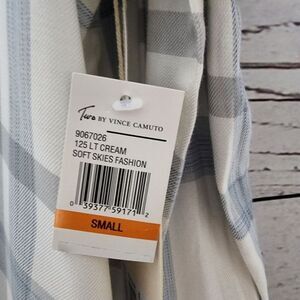 Two BY VINCE CAMUTO
9067026
125 LT CREAM
SOFT SKIES FASHION
0 39377 59171 2
SMALL